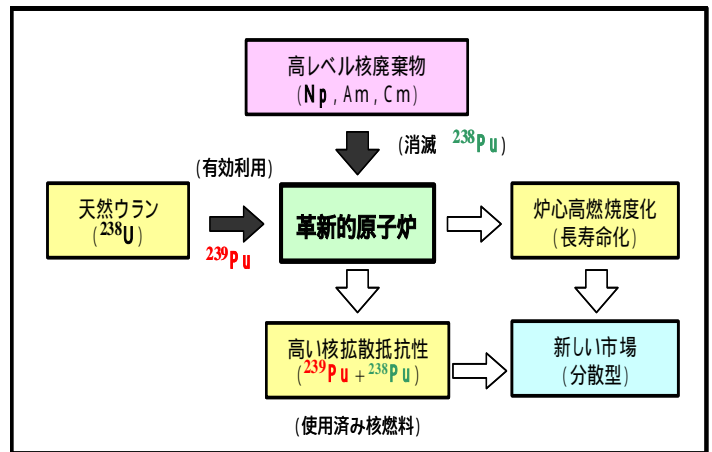 高レベル核廃棄物
(Np , Am , Cm)
(消滅 ²³⁸Pu)
(有効利用)
天然ウラン
(²³⁸U)
²³⁹Pu
革新的原子炉
炉心高燃焼度化
(長寿命化)
高い核拡散抵抗性
(²³⁹Pu + ²³⁸Pu)
新しい市場
(分散型)
(使用済み核燃料)